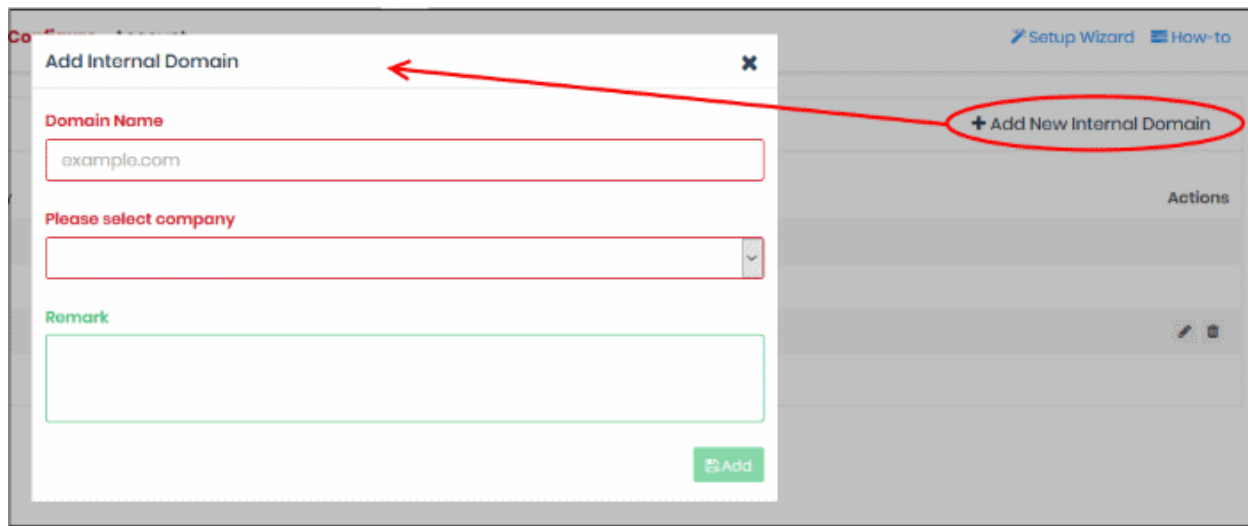 Setup Wizard How-to
Add Internal Domain
+ Add New Internal Domain
Domain Name
example.com
Actions
Please select company
Remark
Add